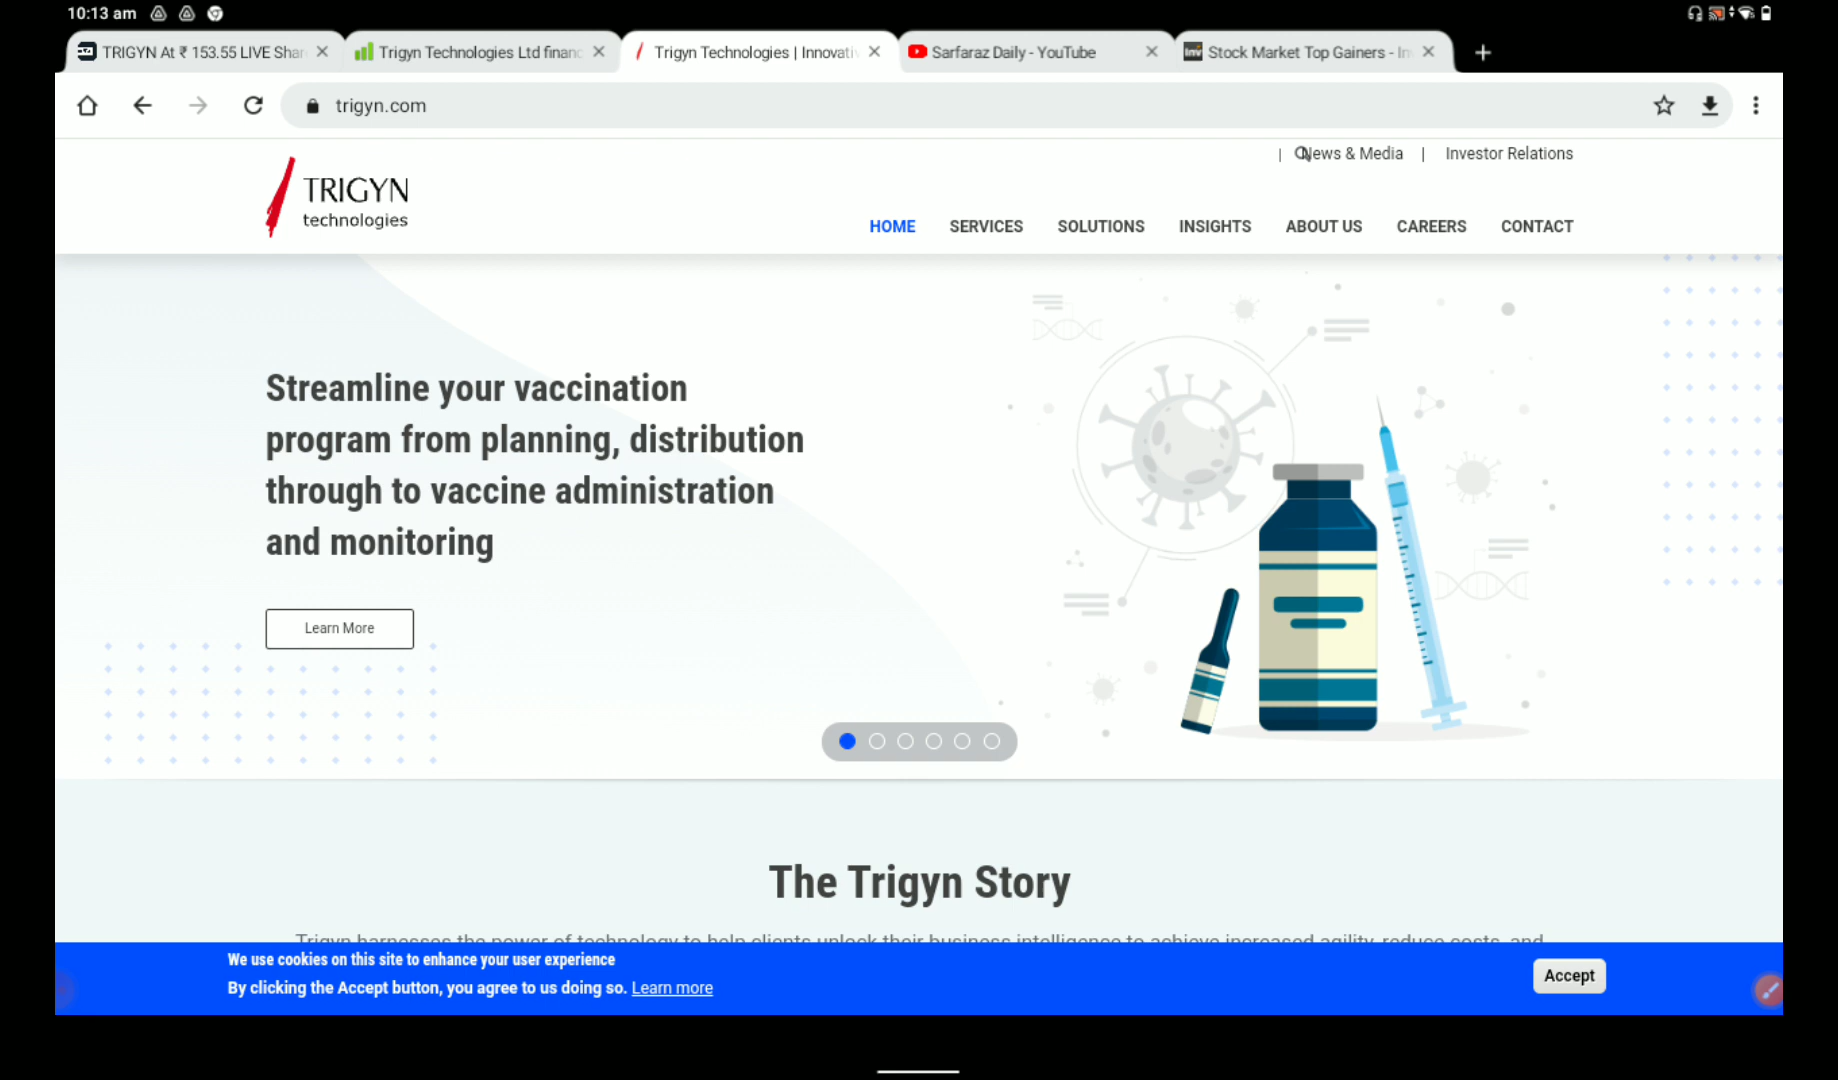 10:13 am
TRIGYN At ₹ 153.55 LIVE Shar
Trigyn Technologies Ltd financ
Trigyn Technologies | Innovativ
Sarfaraz Daily - YouTube
Stock Market Top Gainers - In
trigyn.com
| News & Media | Investor Relations
TRIGYN
technologies
HOME SERVICES SOLUTIONS INSIGHTS ABOUT US CAREERS CONTACT
Streamline your vaccination
program from planning, distribution
through to vaccine administration
and monitoring
Learn More
The Trigyn Story
Trigyn harnesses the power of technology to help clients unlock their business intelligence to achieve increased agility, reduce costs, and
We use cookies on this site to enhance your user experience
By clicking the Accept button, you agree to us doing so. Learn more
Accept